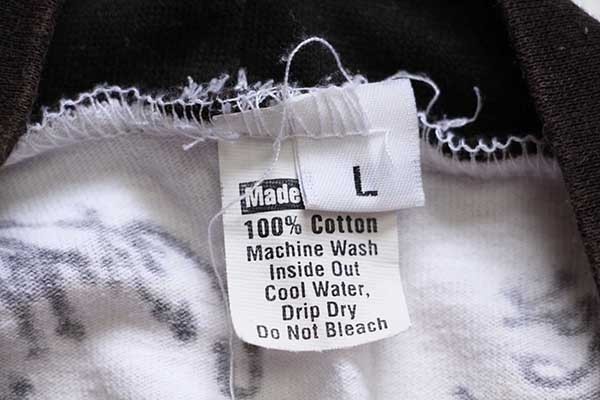 L
Made
100% Cotton
Machine Wash
Inside Out
Cool Water,
Drip Dry
Do Not Bleach